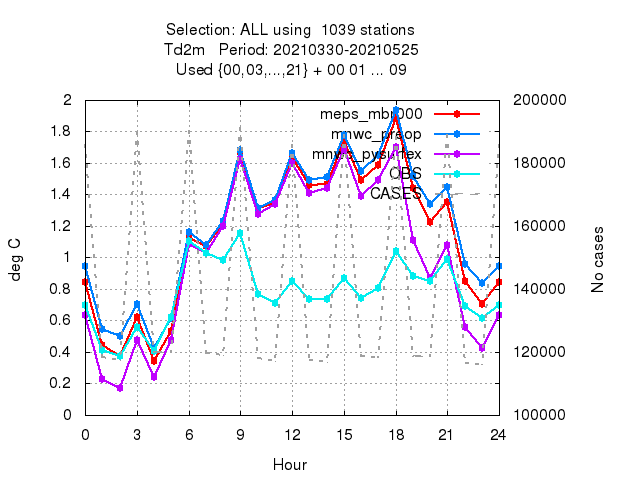 Selection: ALL using  1039 stations
Td2m   Period: 20210330-20210525
Used {00,03,...,21} + 00 01 ... 09
meps_mbr000
mnwc_preop
OBS
CASES
deg C
2
1.8
1.6
1.4
1.2
1
0.8
0.6
0.4
0.2
0
200000
180000
160000
140000
120000
100000
No cases
0 3 6 9 12 15 18 21 24
Hour